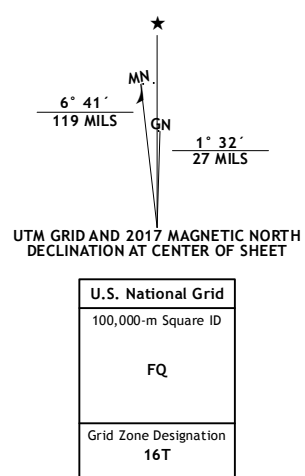 ★
MN
6° 41´
119 MILS
GN
1° 32´
27 MILS
UTM GRID AND 2017 MAGNETIC NORTH
DECLINATION AT CENTER OF SHEET
U.S. National Grid
100,000-m Square ID
FQ
Grid Zone Designation
16T